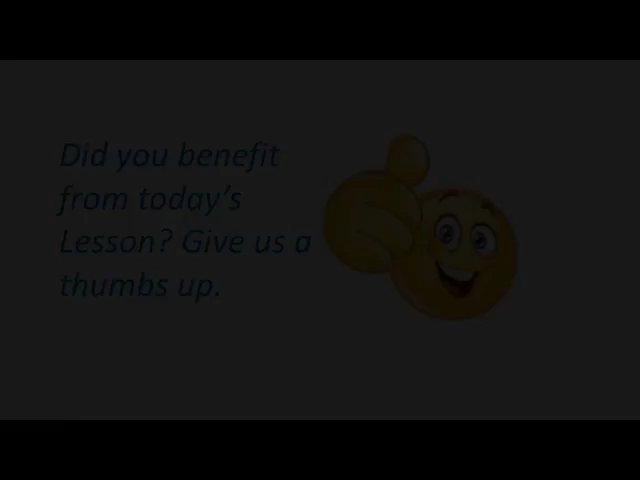 Did you benefit
from today's
Lesson? Give us a
thumbs up.